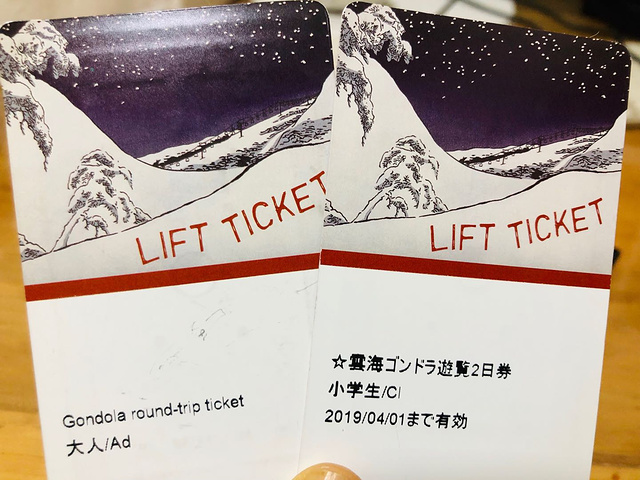 LIFT TICKET
Gondola round-trip ticket
大人/Ad
LIFT TICKET
☆雲海ゴンドラ遊覧2日券
小学生/Cl
2019/04/01まで有効